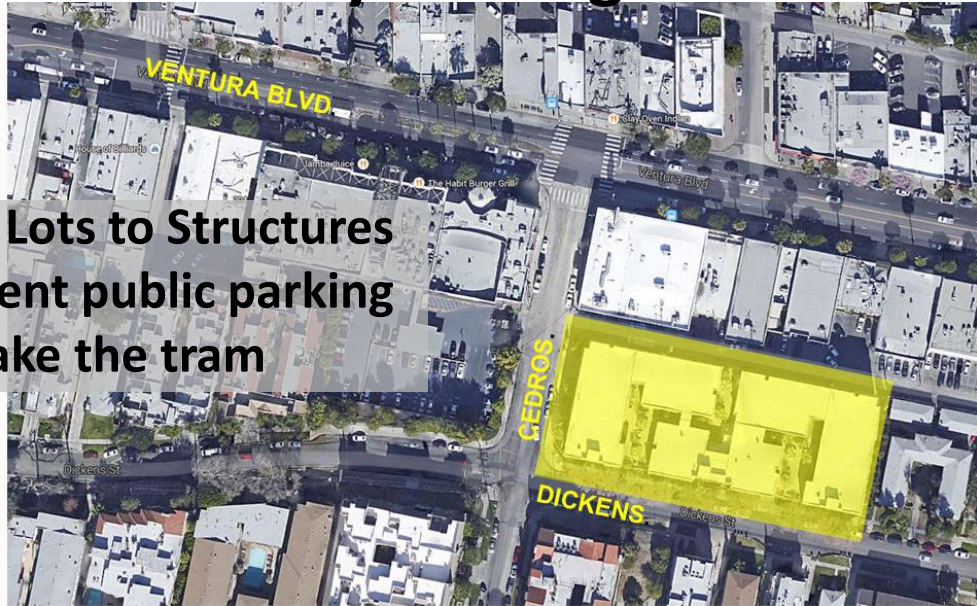 VENTURA BLVD.
Clay Oven Indian
House of Billiards
Jamba Juice
The Habit Burger Grill
Ventura Blvd
Lots to Structures
ent public parking
ake the tram
CEDROS
Dickens St
DICKENS
Dickens St